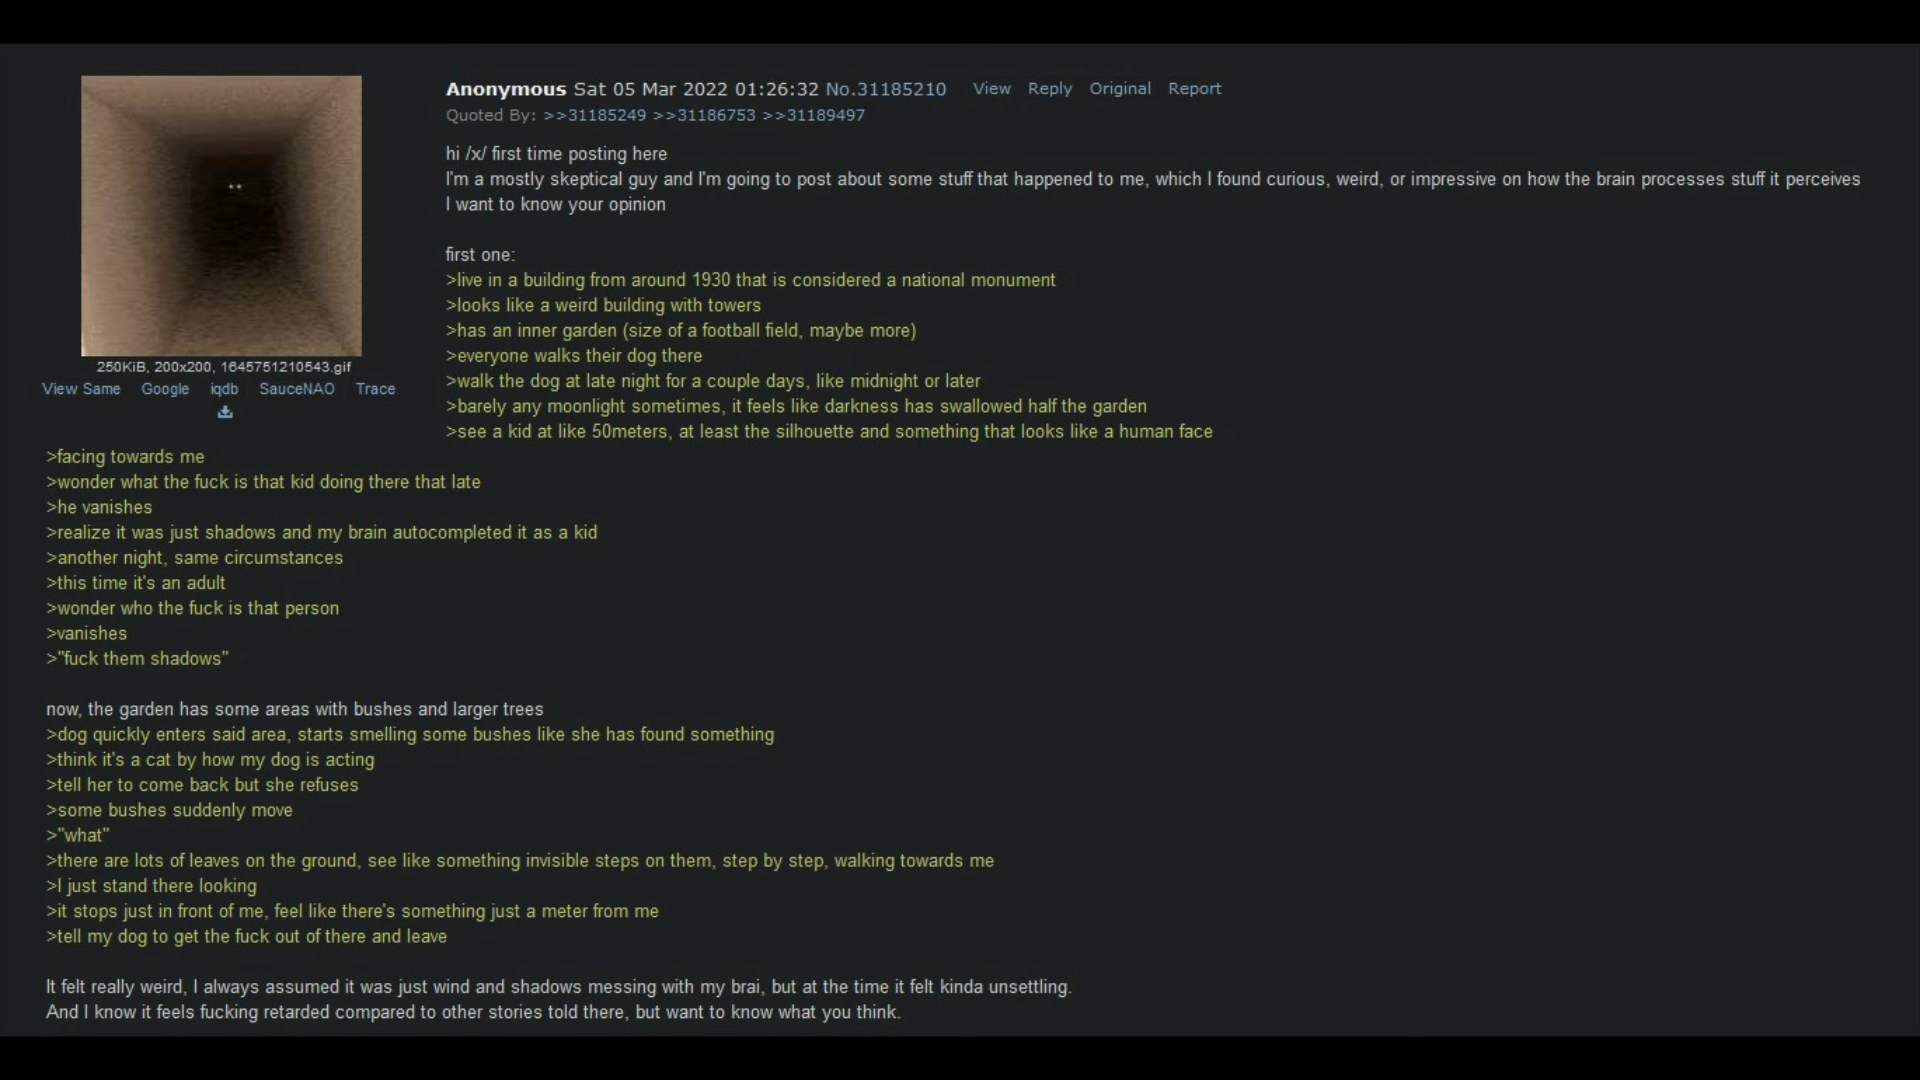 Anonymous Sat 05 Mar 2022 01:26:32 No.31185210 View Reply Original Report
Quoted By: >>31185249 >>31186753 >>31189497
hi /x/ first time posting here
I'm a mostly skeptical guy and I'm going to post about some stuff that happened to me, which I found curious, weird, or impressive on how the brain processes stuff it perceives
I want to know your opinion
first one:
>live in a building from around 1930 that is considered a national monument
>looks like a weird building with towers
>has an inner garden (size of a football field, maybe more)
>everyone walks their dog there
>walk the dog at late night for a couple days, like midnight or later
>barely any moonlight sometimes, it feels like darkness has swallowed half the garden
>see a kid at like 50meters, at least the silhouette and something that looks like a human face
250KiB, 200x200, 1645751210543.gif
View Same Google iqdb SauceNAO Trace
>facing towards me
>wonder what the fuck is that kid doing there that late
>he vanishes
>realize it was just shadows and my brain autocompleted it as a kid
>another night, same circumstances
>this time it's an adult
>wonder who the fuck is that person
>vanishes
>"fuck them shadows"
now, the garden has some areas with bushes and larger trees
>dog quickly enters said area, starts smelling some bushes like she has found something
>think it's a cat by how my dog is acting
>tell her to come back but she refuses
>some bushes suddenly move
>"what"
>there are lots of leaves on the ground, see like something invisible steps on them, step by step, walking towards me
>I just stand there looking
>it stops just in front of me, feel like there's something just a meter from me
>tell my dog to get the fuck out of there and leave
It felt really weird, I always assumed it was just wind and shadows messing with my brai, but at the time it felt kinda unsettling.
And I know it feels fucking retarded compared to other stories told there, but want to know what you think.